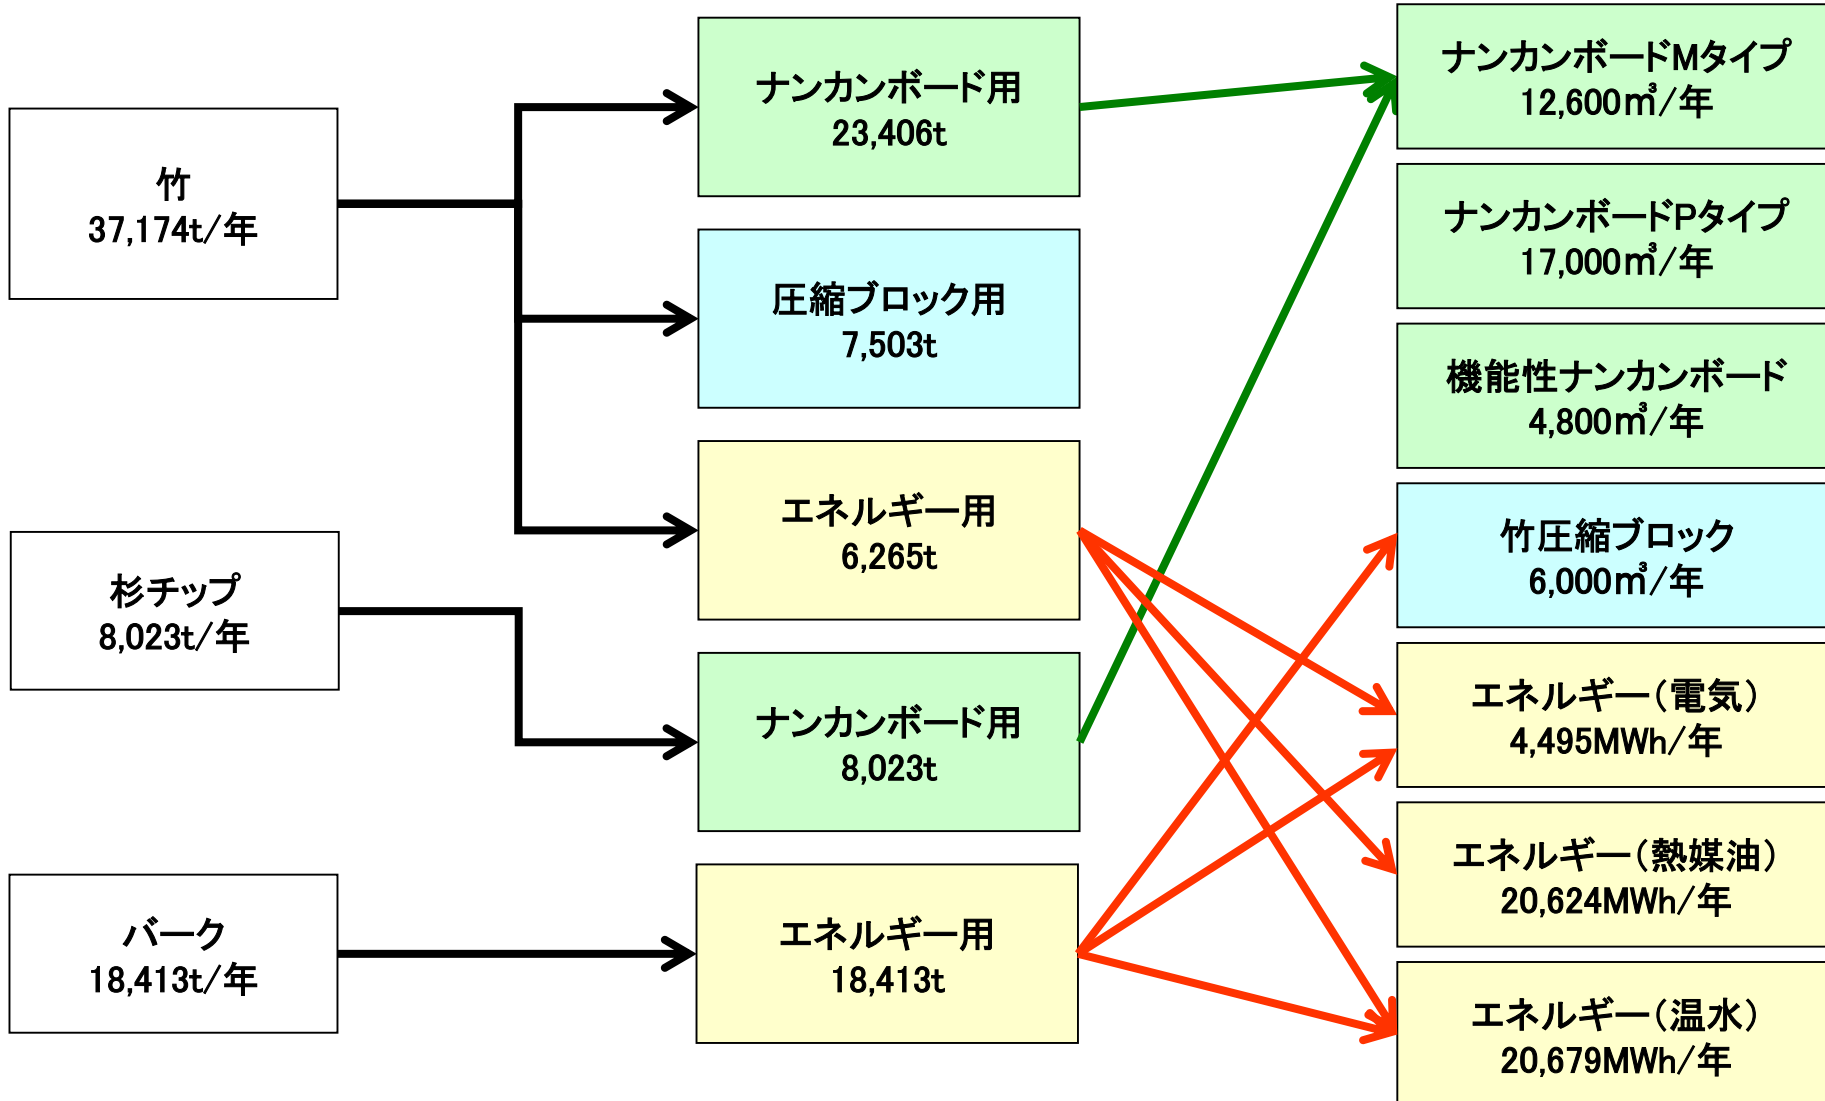 竹
37,174t/年
杉チップ
8,023t/年
バーク
18,413t/年
ナンカンボード用
23,406t
圧縮ブロック用
7,503t
エネルギー用
6,265t
ナンカンボード用
8,023t
エネルギー用
18,413t
ナンカンボードMタイプ
12,600㎥/年
ナンカンボードPタイプ
17,000㎥/年
機能性ナンカンボード
4,800㎥/年
竹圧縮ブロック
6,000㎥/年
エネルギー(電気)
4,495MWh/年
エネルギー(熱媒油)
20,624MWh/年
エネルギー(温水)
20,679MWh/年